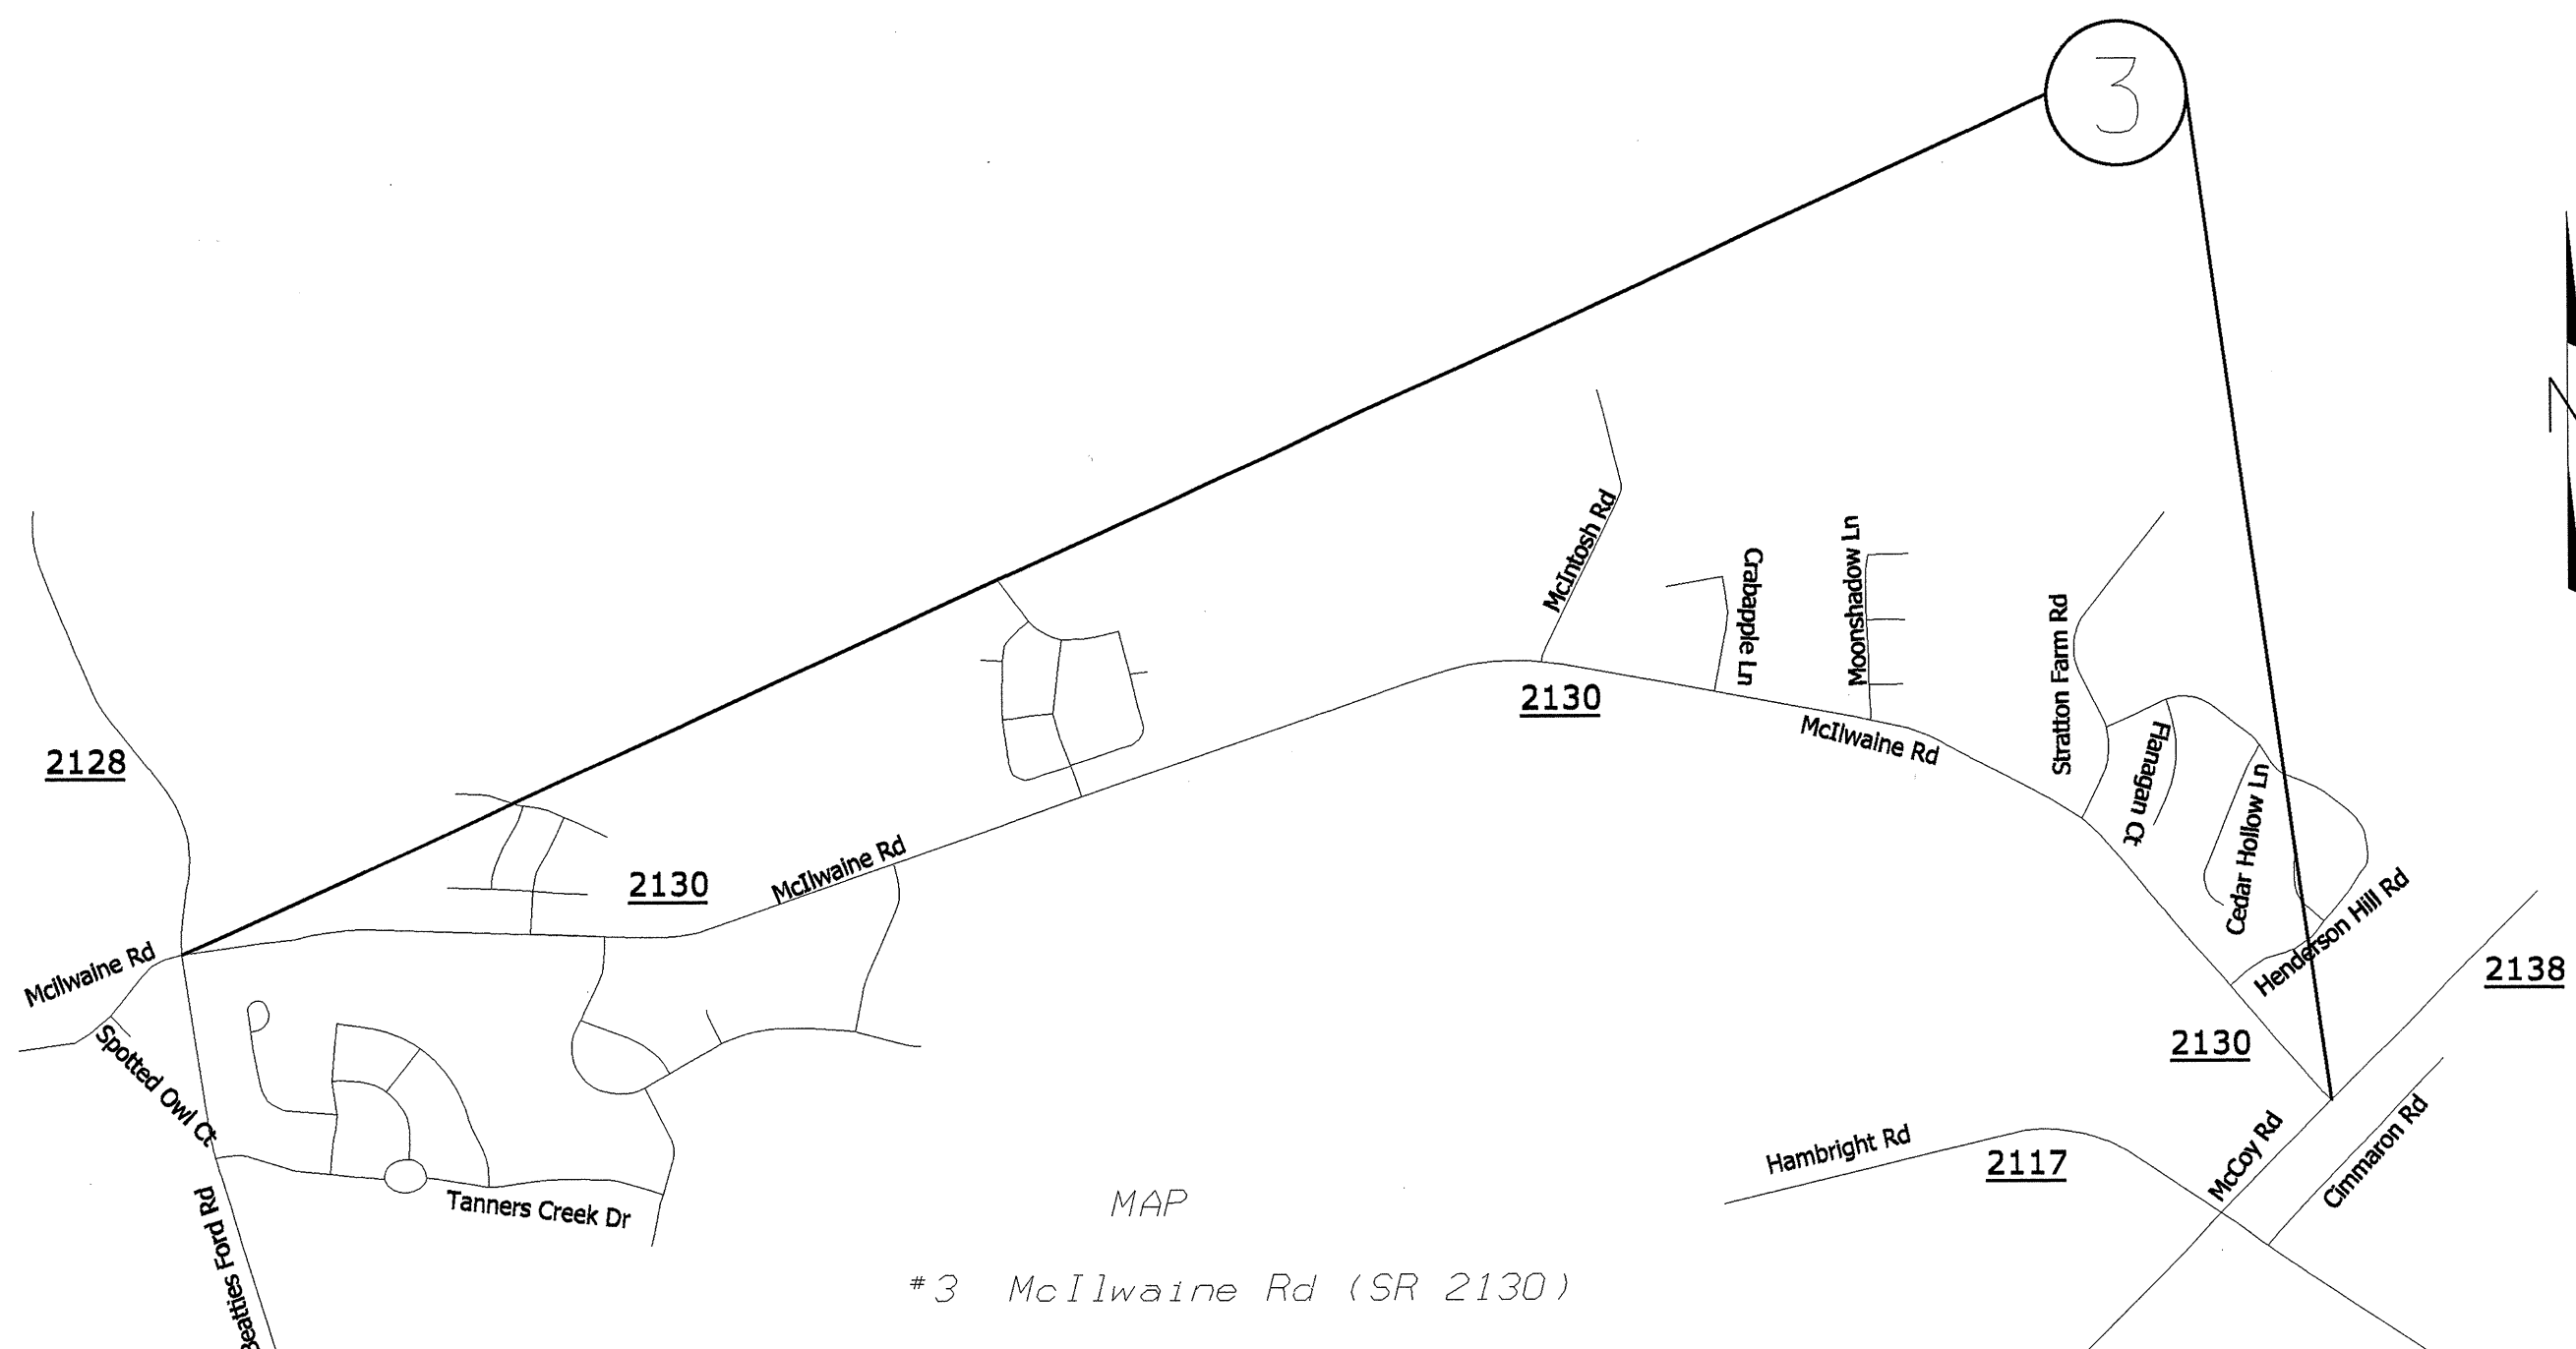 3
N
McIntosh Rd
Crabapple Ln
Moonshadow Ln
Stratton Farm Rd
2130
McIlwaine Rd
Flanagan Ct
Cedar Hollow Ln
2128
2130
McIlwaine Rd
Henderson Hill Rd
Mcilwaine Rd
2138
2130
Spotted Owl Ct
Hambright Rd
2117
McCoy Rd
Cimmaron Rd
Tanners Creek Dr
Beatties Ford Rd
MAP
#3 McIlwaine Rd (SR 2130)